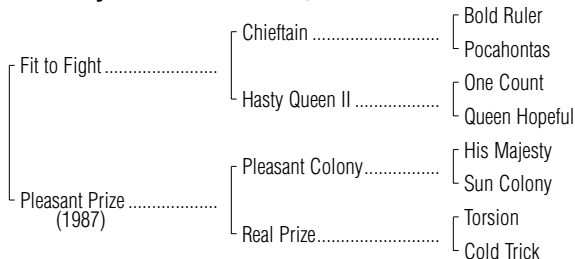 Bold Ruler
Chieftain ........................................
Pocahontas
Fit to Fight ..........................
One Count
Hasty Queen II ..........................
Queen Hopeful
His Majesty
Pleasant Colony .......................
Sun Colony
Pleasant Prize .....................
(1987)
Torsion
Real Prize...................................
Cold Trick